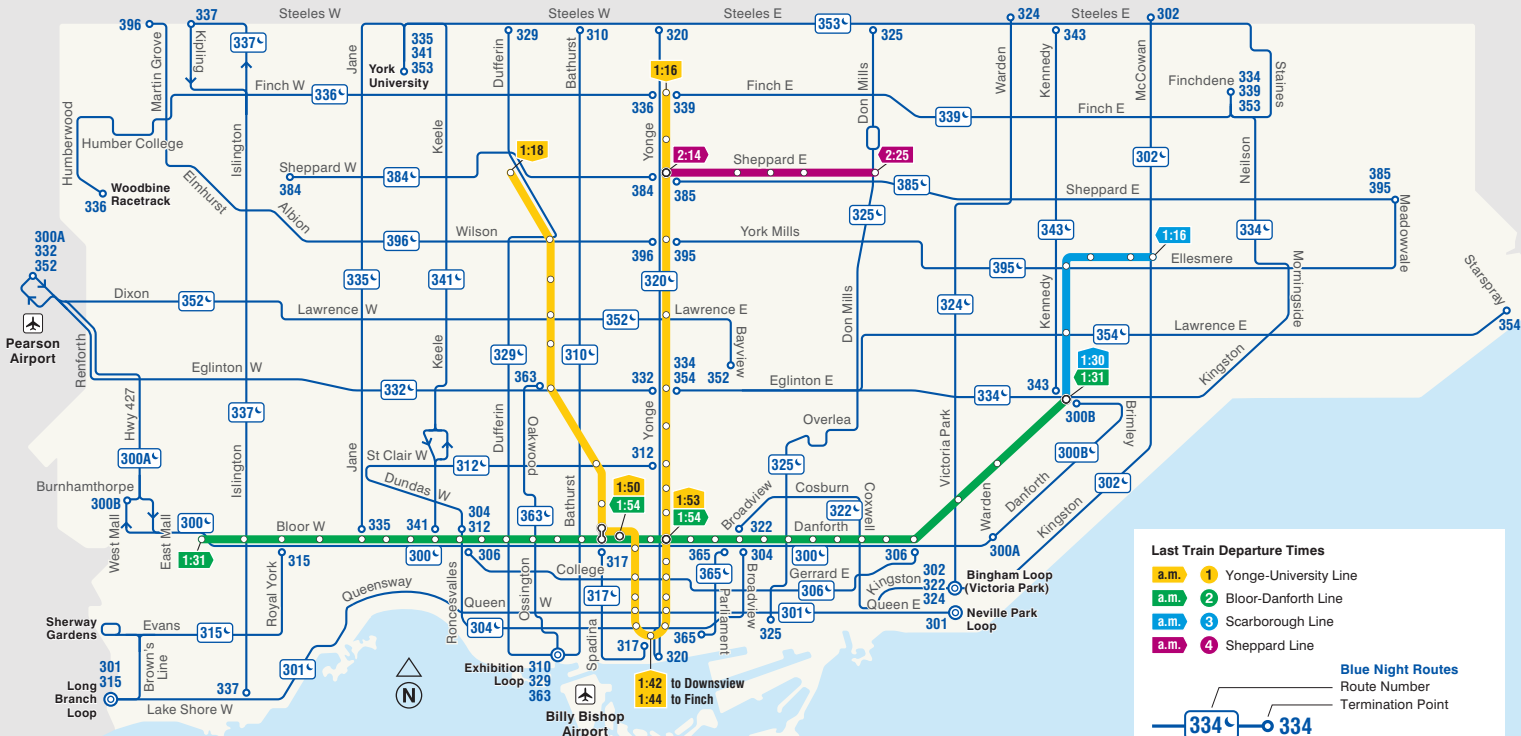 Steeles W
Steeles W
Steeles E
Steeles E
353
396
337
337
335
341
353
York
University
329
310
320
325
324
343
302
Martin Grove
Kipling
Jane
Dufferin
Bathurst
Don Mills
Warden
Kennedy
McCowan
Staines
1:16
Finchdene
334
339
353
Finch W
336
336
339
Finch E
339
Finch E
Humberwood
Humber College
Islington
Keele
Yonge
1:18
2:14
Sheppard E
2:25
302
Neilson
Sheppard W
384
384
384
385
385
Sheppard E
385
395
Woodbine
Racetrack
336
Elmhurst
Albion
325
Meadowvale
300A
332
352
396
Wilson
396
395
York Mills
343
334
1:16
395
Ellesmere
Morningside
Starspray
335
341
320
Dixon
352
Lawrence W
352
Lawrence E
324
Kennedy
354
Lawrence E
354
Pearson
Airport
Renforth
Don Mills
Keele
329
310
Bayview
1:30
1:31
Eglinton W
332
363
332
334
354
352
Eglinton E
334
343
300B
Kingston
Hwy 427
337
Jane
Dufferin
Oakwood
Yonge
Overlea
Victoria Park
Brimley
300A
St Clair W
312
312
325
300B
Dundas W
Islington
Bathurst
1:50
1:54
1:53
1:54
Broadview
Cosburn
Coxwell
Warden
Danforth
302
Kingston
Burnhamthorpe
300B
300
West Mall
East Mall
1:31
Bloor W
335
341
304
312
363
322
322
Danforth
300A
315
300
306
317
365
304
300
306
Royal York
College
365
Gerrard E
306
Kingston
302
322
324
Bingham Loop
(Victoria Park)
Queensway
Roncesvalles
Ossington
Queen
W
317
Parliament
Broadview
301
Queen E
301
Neville Park
Loop
Sherway
Gardens
Evans
315
304
Spadina
317
365
325
320
Brown's
Line
301
Exhibition
Loop
310
329
363
301
315
Long
Branch
Loop
337
Lake Shore W
N
Billy Bishop
Airport
1:42
to Downsview
1:44
to Finch
Last Train Departure Times
a.m.
1
Yonge-University Line
a.m.
2
Bloor-Danforth Line
a.m.
3
Scarborough Line
a.m.
4
Sheppard Line
Blue Night Routes
Route Number
Termination Point
334
334